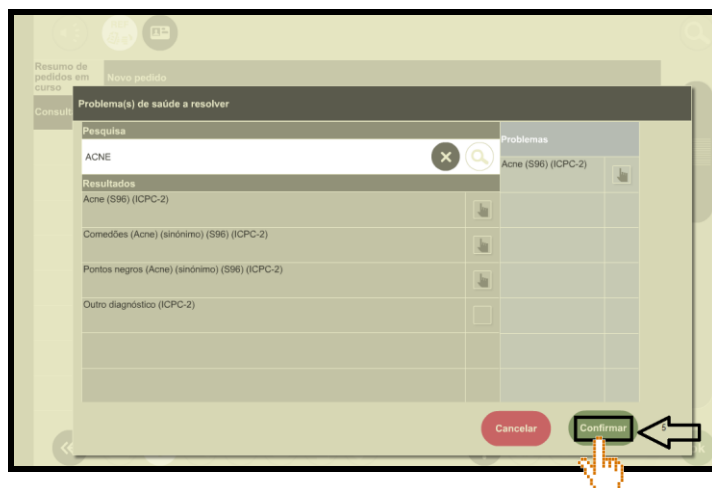 Resumo de
pedidos em
curso
Novo pedido
Consult
Problema(s) de saúde a resolver
Pesquisa
Problemas
ACNE
Acne (S96) (ICPC-2)
Resultados
Acne (S96) (ICPC-2)
Comedões (Acne) (sinónimo) (S96) (ICPC-2)
Pontos negros (Acne) (sinónimo) (S96) (ICPC-2)
Outro diagnóstico (ICPC-2)
Cancelar
Confirmar
5